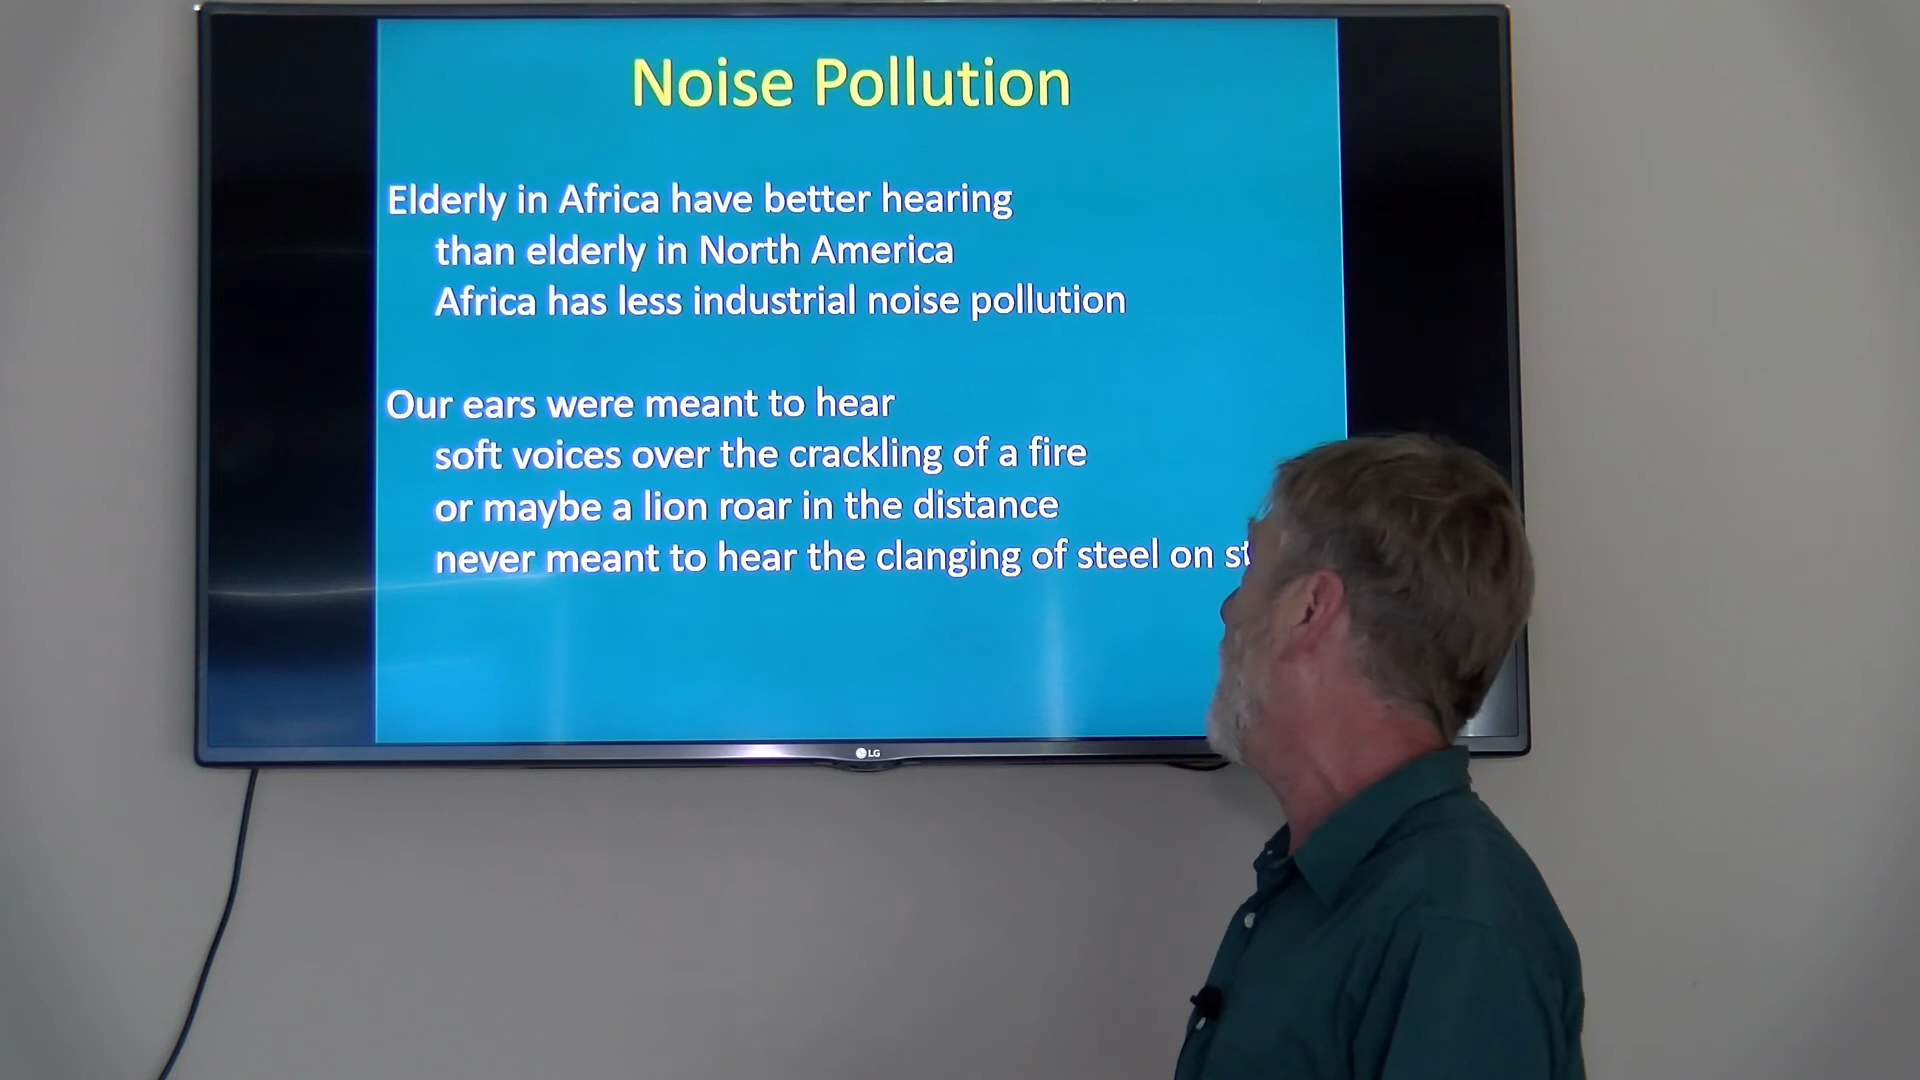 Noise Pollution
Elderly in Africa have better hearing
than elderly in North America
Africa has less industrial noise pollution
Our ears were meant to hear
soft voices over the crackling of a fire
or maybe a lion roar in the distance
never meant to hear the clanging of steel on
LG